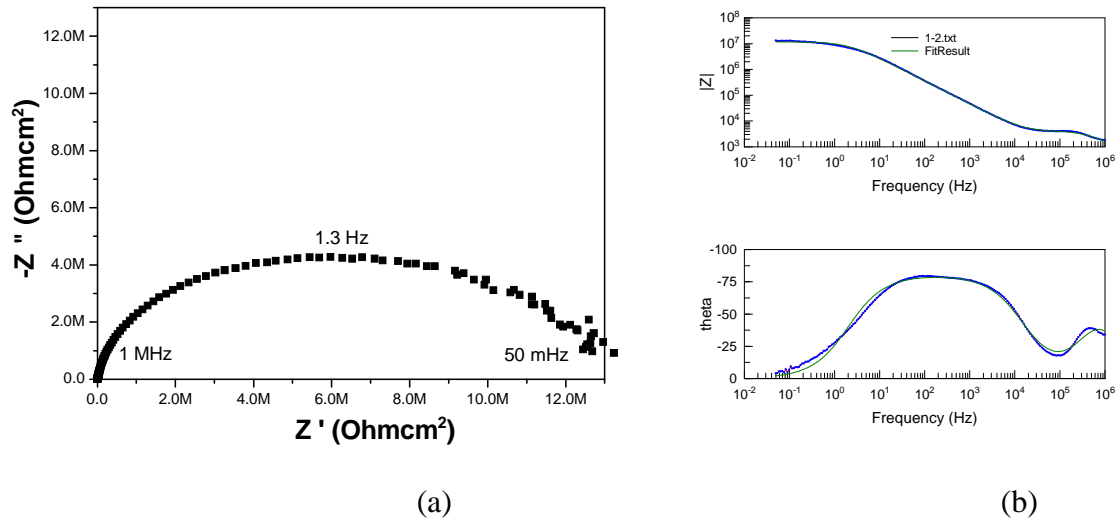 12.0M
10.0M
8.0M
6.0M
4.0M
2.0M
0.0
-Z '' (Ohmcm²)
1.3 Hz
1 MHz
50 mHz
0.0 2.0M 4.0M 6.0M 8.0M 10.0M 12.0M
Z ' (Ohmcm²)
(a)
10⁸
10⁷
10⁶
10⁵
10⁴
10³
|Z|
1-2.txt
FitResult
10⁻² 10⁻¹ 10⁰ 10¹ 10² 10³ 10⁴ 10⁵ 10⁶
Frequency (Hz)
-100
-75
-50
-25
0
theta
10⁻² 10⁻¹ 10⁰ 10¹ 10² 10³ 10⁴ 10⁵ 10⁶
Frequency (Hz)
(b)